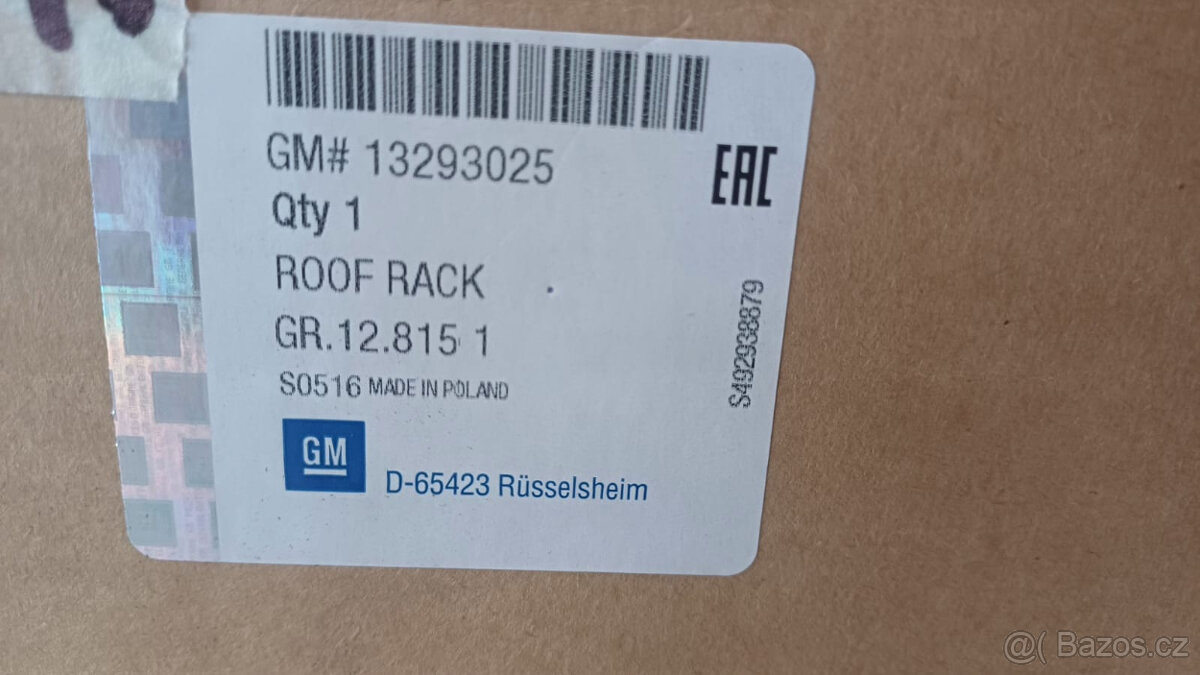 GM# 13293025
Qty 1
ROOF RACK
GR.12.815 1
S0516 MADE IN POLAND
GM
D-65423 Rüsselsheim
EAC
S492938879
@( Bazos.cz